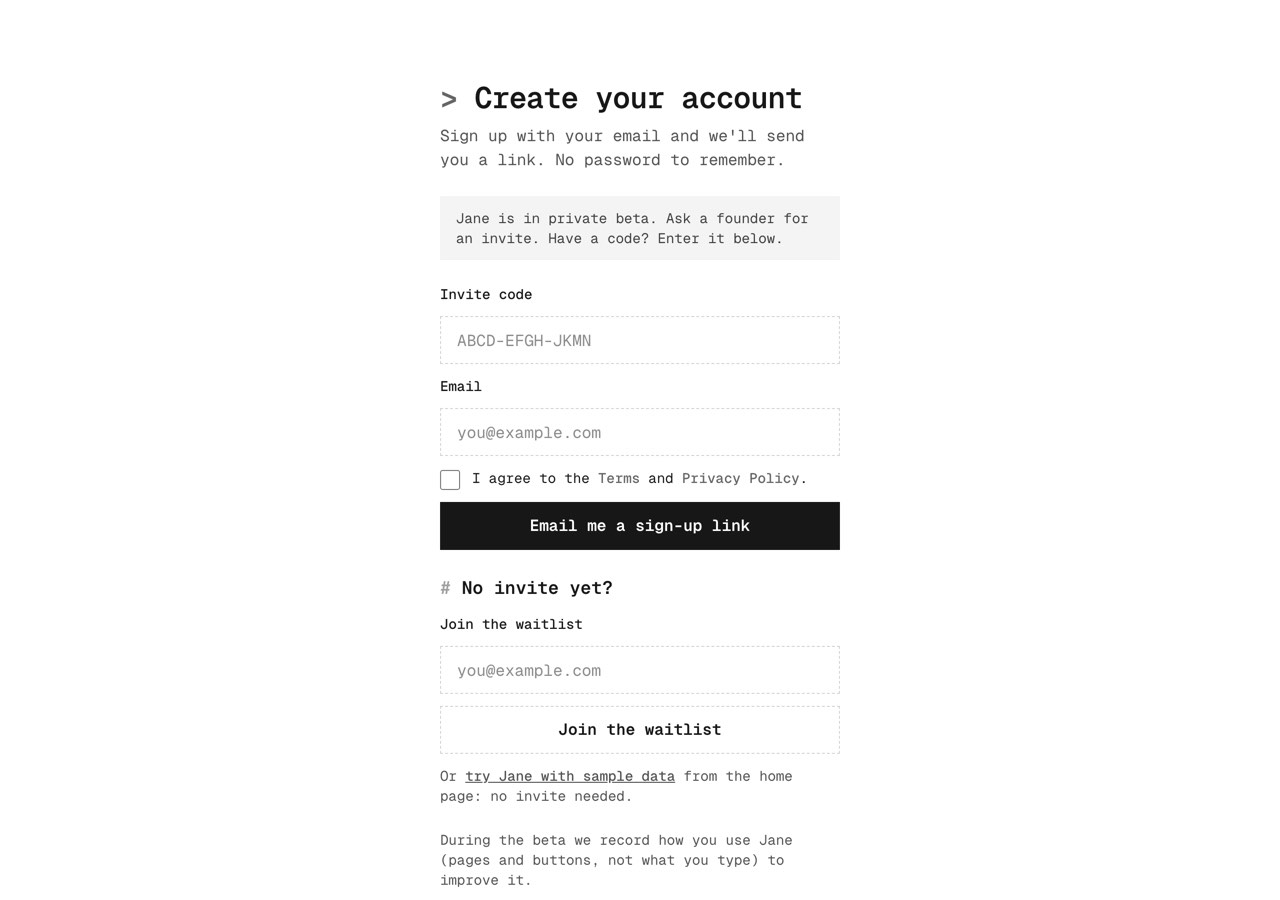 > Create your account
Sign up with your email and we'll send
you a link. No password to remember.
Jane is in private beta. Ask a founder for
an invite. Have a code? Enter it below.
Invite code
ABCD-EFGH-JKMN
Email
you@example.com
I agree to the Terms and Privacy Policy.
Email me a sign-up link
# No invite yet?
Join the waitlist
you@example.com
Join the waitlist
Or try Jane with sample data from the home
page: no invite needed.
During the beta we record how you use Jane
(pages and buttons, not what you type) to
improve it.